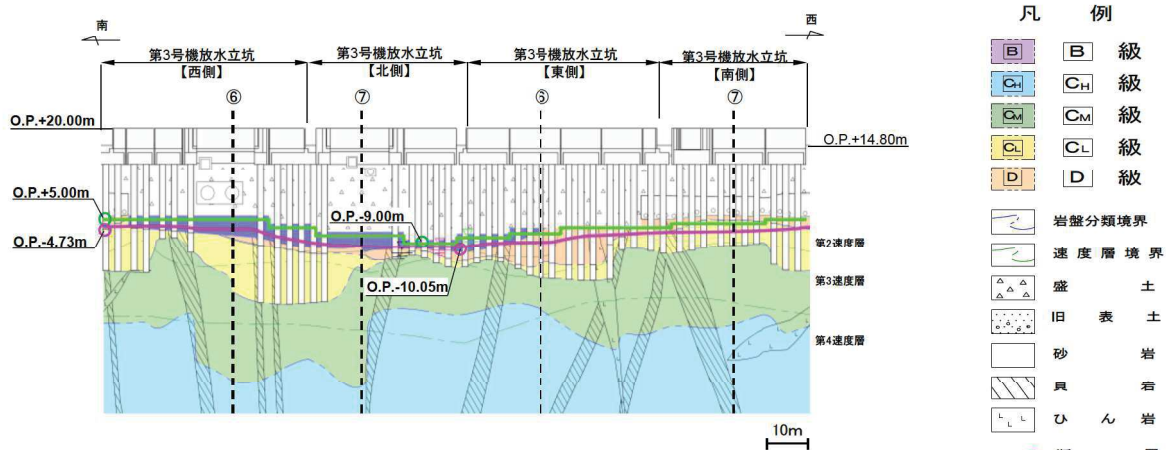 南
西
第3号機放水立坑
【西側】
第3号機放水立坑
【北側】
第3号機放水立坑
【東側】
第3号機放水立坑
【南側】
⑥
⑦
⑥
⑦
O.P.+20.00m
O.P.+14.80m
O.P.+5.00m
O.P.-9.00m
O.P.-4.73m
O.P.-10.05m
第2速度層
第3速度層
第4速度層
10m
凡 例
B B 級
CH CH 級
CM CM 級
CL CL 級
D D 級
岩盤分類境界
速度層境界
盛 土
旧 表 土
砂 岩
頁 岩
ひ ん 岩